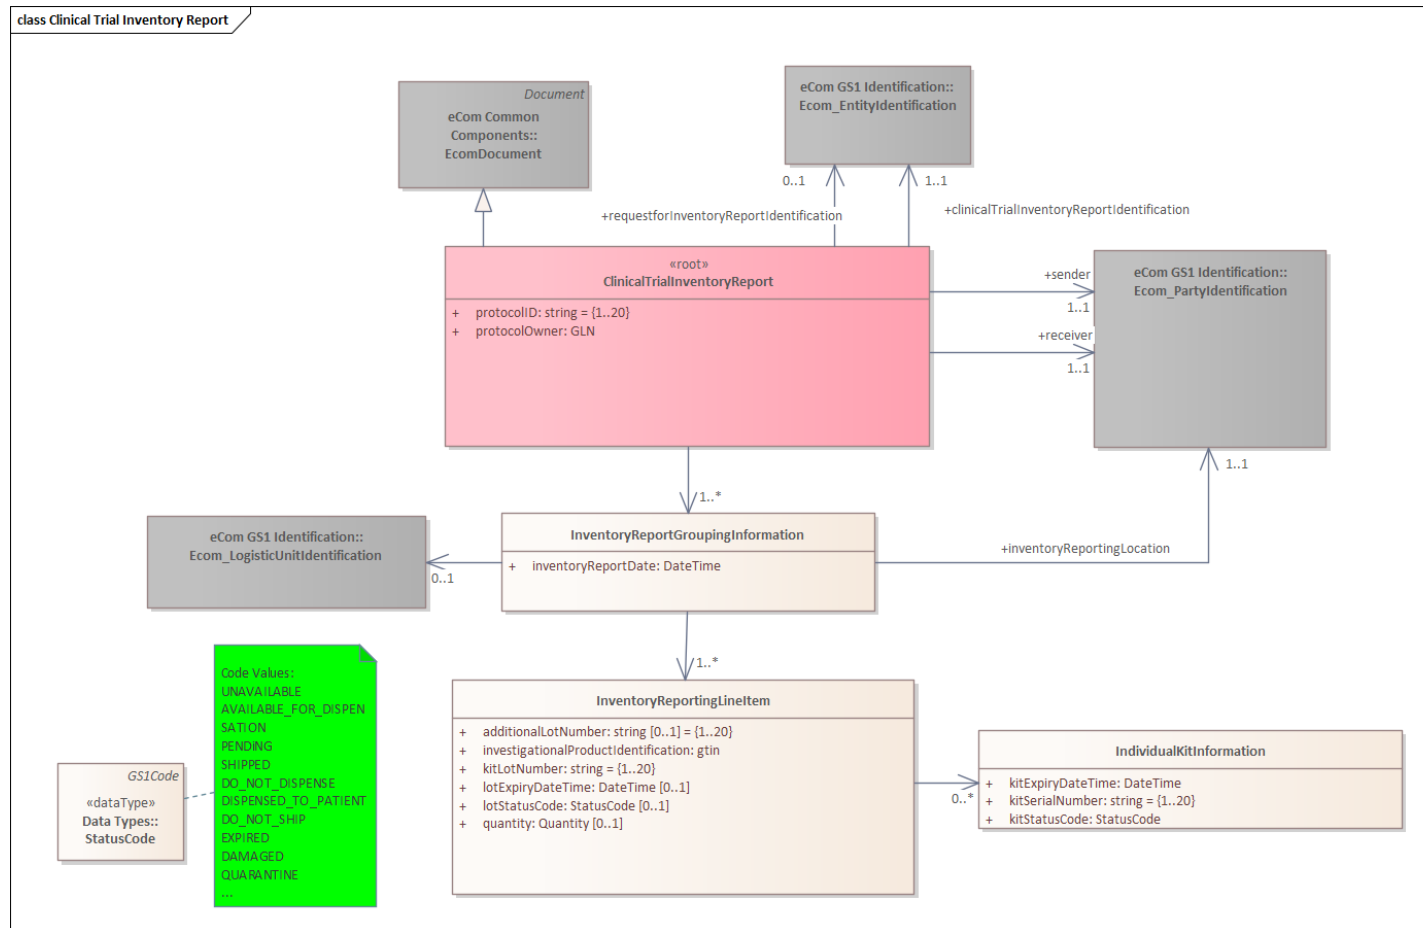 class Clinical Trial Inventory Report
Document
eCom Common
Components::
EcomDocument
eCom GS1 Identification::
Ecom_EntityIdentification
0..1
1..1
+requestforInventoryReportIdentification
+clinicalTrialInventoryReportIdentification
«root»
ClinicalTrialInventoryReport
+ protocolID: string = {1..20}
+ protocolOwner: GLN
+sender
1..1
+receiver
1..1
eCom GS1 Identification::
Ecom_PartyIdentification
1..*
1..1
eCom GS1 Identification::
Ecom_LogisticUnitIdentification
0..1
InventoryReportGroupingInformation
+ inventoryReportDate: DateTime
+inventoryReportingLocation
1..*
Code Values:
UNAVAILABLE
AVAILABLE_FOR_DISPEN
SATION
PENDING
SHIPPED
DO_NOT_DISPENSE
DISPENSED_TO_PATIENT
DO_NOT_SHIP
EXPIRED
DAMAGED
QUARANTINE
...
GS1Code
«dataType»
Data Types::
StatusCode
InventoryReportingLineItem
+ additionalLotNumber: string [0..1] = {1..20}
+ investigationalProductIdentification: gtin
+ kitLotNumber: string = {1..20}
+ lotExpiryDateTime: DateTime [0..1]
+ lotStatusCode: StatusCode [0..1]
+ quantity: Quantity [0..1]
0..*
IndividualKitInformation
+ kitExpiryDateTime: DateTime
+ kitSerialNumber: string = {1..20}
+ kitStatusCode: StatusCode